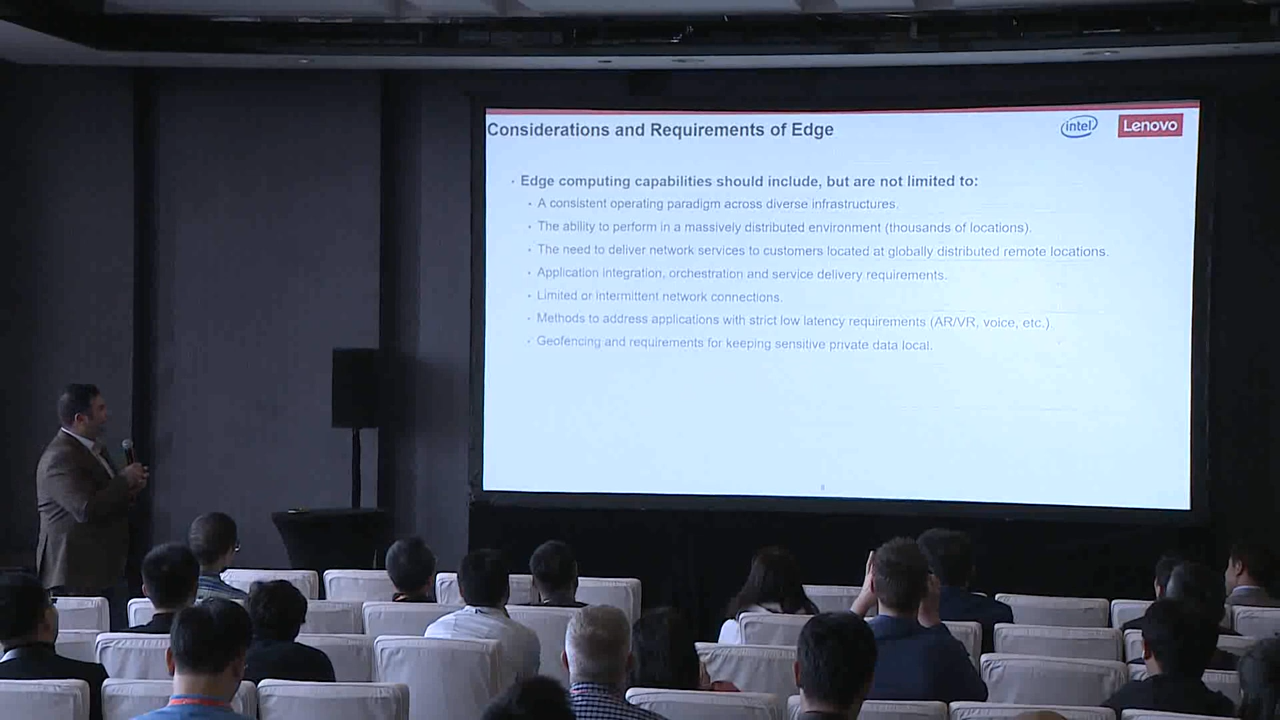 Considerations and Requirements of Edge
intel
Lenovo
Edge computing capabilities should include, but are not limited to:
A consistent operating paradigm across diverse infrastructures.
The ability to perform in a massively distributed environment (thousands of locations).
The need to deliver network services to customers located at globally distributed remote locations.
Application integration, orchestration and service delivery requirements.
Limited or intermittent network connections.
Methods to address applications with strict low latency requirements (AR/VR, voice, etc.)
Geofencing and requirements for keeping sensitive private data local.